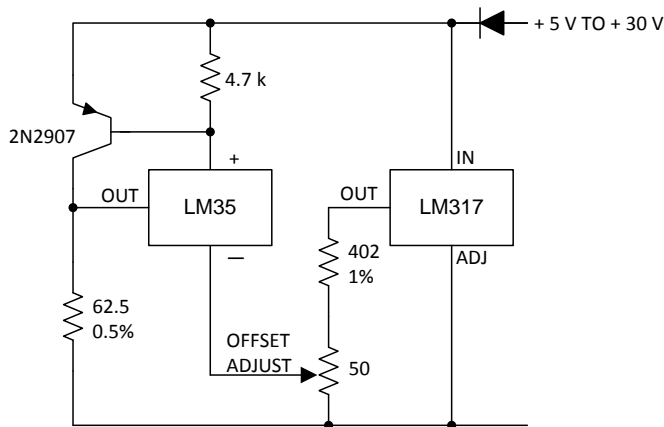 + 5 V TO + 30 V
4.7 k
2N2907
IN
+
OUT
LM35
OUT
LM317
—
ADJ
402
1%
62.5
0.5%
OFFSET
ADJUST
50